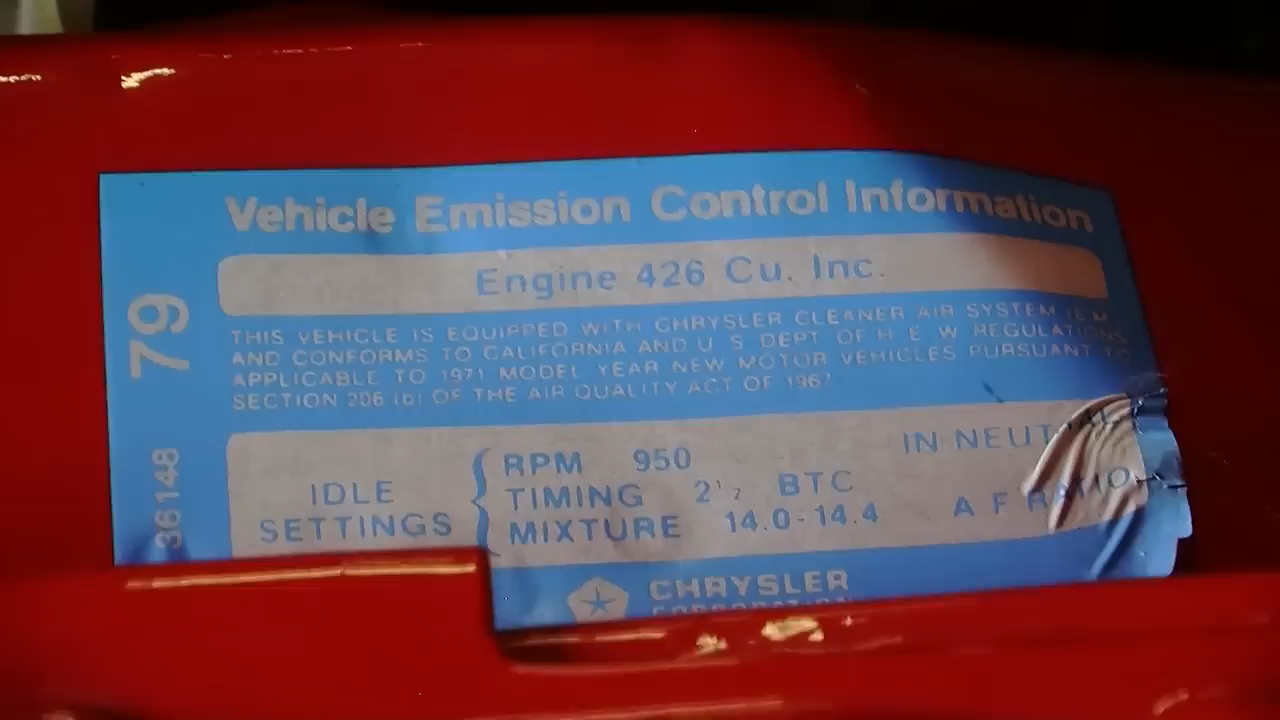 Vehicle Emission Control Information
Engine 426 Cu. Inc.
THIS VEHICLE IS EQUIPPED WITH CHRYSLER CLEANER AIR SYSTEM
AND CONFORMS TO CALIFORNIA AND U S DEPT OF H E W REGULATIONS
APPLICABLE TO 1971 MODEL YEAR NEW MOTOR VEHICLES PURSUANT TO
SECTION 206 (b) OF THE AIR QUALITY ACT OF 1967
IDLE
SETTINGS
RPM 950 IN NEUTRAL
TIMING 2½ BTC
MIXTURE 14.0-14.4 A F RATIO
CHRYSLER
CORPORATION
79
36148